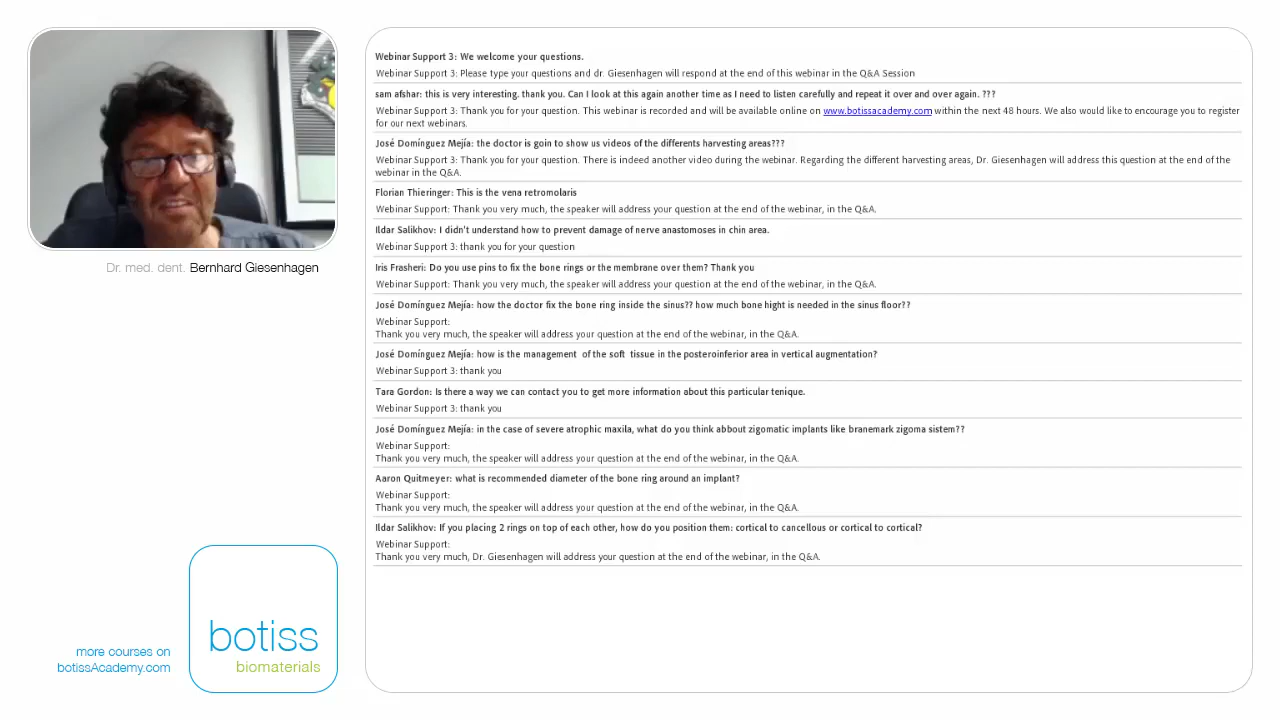 Webinar Support 3: We welcome your questions.
Webinar Support 3: Please type your questions and dr. Giesenhagen will respond at the end of this webinar in the Q&A Session
sam afshar: this is very interesting. thank you. Can I look at this again another time as I need to listen carefully and repeat it over and over again. ???
Webinar Support 3: Thank you for your question. This webinar is recorded and will be available online on www.botissacademy.com within the next 48 hours. We also would like to encourage you to register
for our next webinars.
José Domínguez Mejía: the doctor is goin to show us videos of the differents harvesting areas???
Webinar Support 3: Thank you for your question. There is indeed another video during the webinar. Regarding the different harvesting areas, Dr. Giesenhagen will address this question at the end of the
webinar in the Q&A.
Florian Thieringer: This is the vena retromolaris
Webinar Support: Thank you very much, the speaker will address your question at the end of the webinar, in the Q&A.
Ildar Salikhov: I didn't understand how to prevent damage of nerve anastomoses in chin area.
Webinar Support 3: thank you for your question
Iris Frasheri: Do you use pins to fix the bone rings or the membrane over them? Thank you
Webinar Support: Thank you very much, the speaker will address your question at the end of the webinar, in the Q&A.
José Domínguez Mejía: how the doctor fix the bone ring inside the sinus?? how much bone hight is needed in the sinus floor??
Webinar Support:
Thank you very much, the speaker will address your question at the end of the webinar, in the Q&A.
José Domínguez Mejía: how is the management of the soft tissue in the posteroinferior area in vertical augmentation?
Webinar Support 3: thank you
Tara Gordon: Is there a way we can contact you to get more information about this particular tenique.
Webinar Support 3: thank you
José Domínguez Mejía: in the case of severe atrophic maxila, what do you think abbout zigomatic implants like branemark zigoma sistem??
Webinar Support:
Thank you very much, the speaker will address your question at the end of the webinar, in the Q&A.
Aaron Quitmeyer: what is recommended diameter of the bone ring around an implant?
Webinar Support:
Thank you very much, the speaker will address your question at the end of the webinar, in the Q&A.
Ildar Salikhov: If you placing 2 rings on top of each other, how do you position them: cortical to cancellous or cortical to cortical?
Webinar Support:
Thank you very much, Dr. Giesenhagen will address your question at the end of the webinar, in the Q&A.
Dr. med. dent. Bernhard Giesenhagen
more courses on
botissAcademy.com
botiss
biomaterials